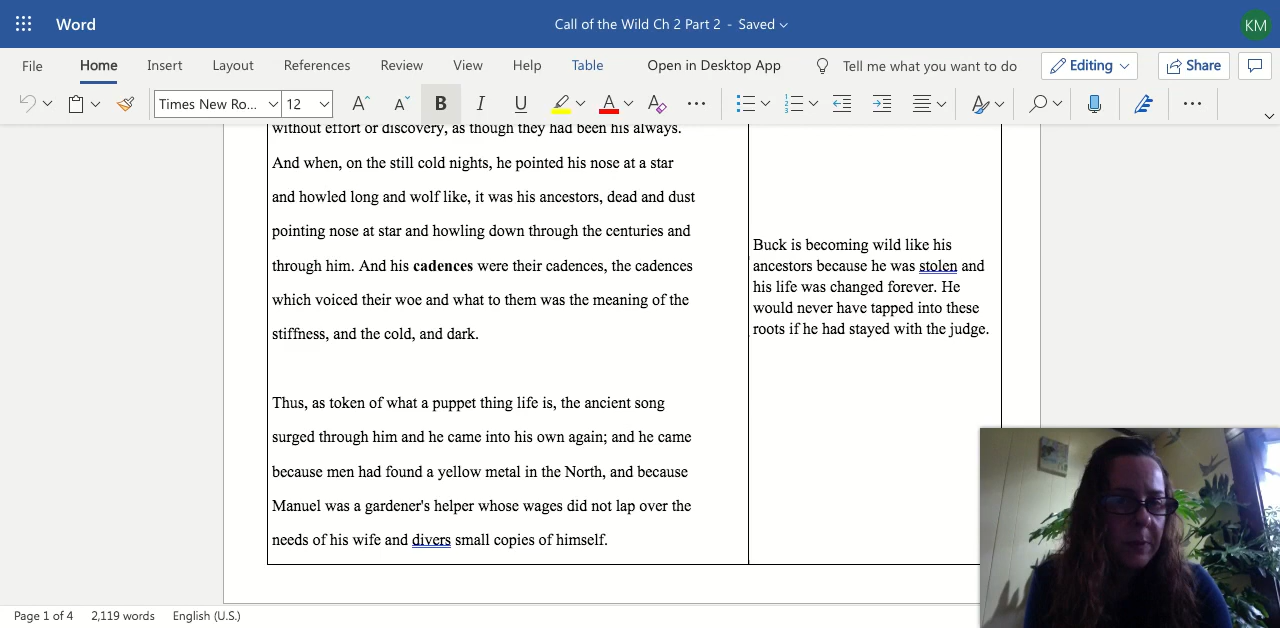 Word
Call of the Wild Ch 2 Part 2 - Saved
KM
File Home Insert Layout References Review View Help Table Open in Desktop App Tell me what you want to do Editing Share
Times New Ro... 12 A A B I U A A
without effort or discovery, as though they had been his always.
And when, on the still cold nights, he pointed his nose at a star
and howled long and wolf like, it was his ancestors, dead and dust
pointing nose at star and howling down through the centuries and
through him. And his cadences were their cadences, the cadences
which voiced their woe and what to them was the meaning of the
stiffness, and the cold, and dark.
Thus, as token of what a puppet thing life is, the ancient song
surged through him and he came into his own again; and he came
because men had found a yellow metal in the North, and because
Manuel was a gardener's helper whose wages did not lap over the
needs of his wife and divers small copies of himself.
Buck is becoming wild like his
ancestors because he was stolen and
his life was changed forever. He
would never have tapped into these
roots if he had stayed with the judge.
Page 1 of 4 2,119 words English (U.S.)